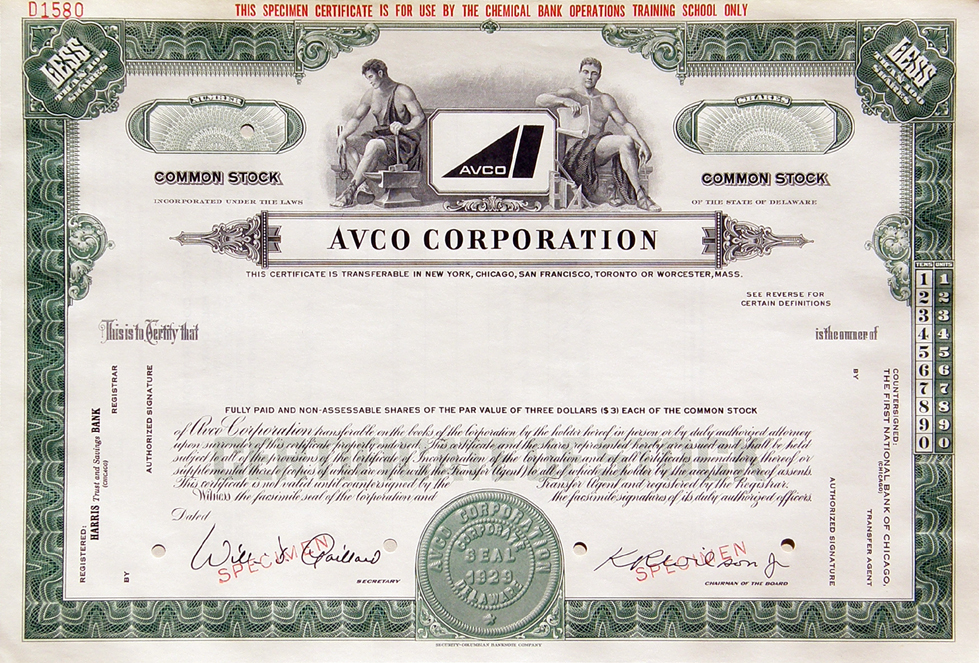 D1580
THIS SPECIMEN CERTIFICATE IS FOR USE BY THE CHEMICAL BANK OPERATIONS TRAINING SCHOOL ONLY
LESS
LESS
NUMBER
SHARES
COMMON STOCK
AVCO
COMMON STOCK
INCORPORATED UNDER THE LAWS
OF THE STATE OF DELAWARE
AVCO CORPORATION
THIS CERTIFICATE IS TRANSFERABLE IN NEW YORK, CHICAGO, SAN FRANCISCO, TORONTO OR WORCESTER, MASS.
TENS UNITS
1 1
2 2
3 3
4 4
5 5
6 6
7 7
8 8
9 9
0 0
SEE REVERSE FOR
CERTAIN DEFINITIONS
This is to Certify that
is the owner of
FULLY PAID AND NON-ASSESSABLE SHARES OF THE PAR VALUE OF THREE DOLLARS ($3) EACH OF THE COMMON STOCK
of Avco Corporation transferable on the books of the Corporation by the holder hereof in person or by duly authorized attorney
upon surrender of this certificate properly endorsed. This certificate and the shares represented hereby are issued and shall be held
subject to all of the provisions of the Certificate of Incorporation of the Corporation and all Certificates amendatory thereof or
supplemental thereto (copies of which are on file with the Transfer Agent) to all of which the holder by the acceptance hereof assents.
This certificate is not valid until countersigned by the Transfer Agent and registered by the Registrar.
Witness the facsimile seal of the Corporation and the facsimile signatures of its duly authorized officers.
Dated
SPECIMEN
SECRETARY
AVCO CORPORATION
CORPORATE
SEAL
1929
DELAWARE
SPECIMEN
CHAIRMAN OF THE BOARD
REGISTERED:
HARRIS Trust and Savings BANK
(CHICAGO)
REGISTRAR
BY
AUTHORIZED SIGNATURE
COUNTERSIGNED:
THE FIRST NATIONAL BANK OF CHICAGO,
(CHICAGO)
TRANSFER AGENT
BY
AUTHORIZED SIGNATURE
SECURITY-COLUMBIAN BANKNOTE COMPANY